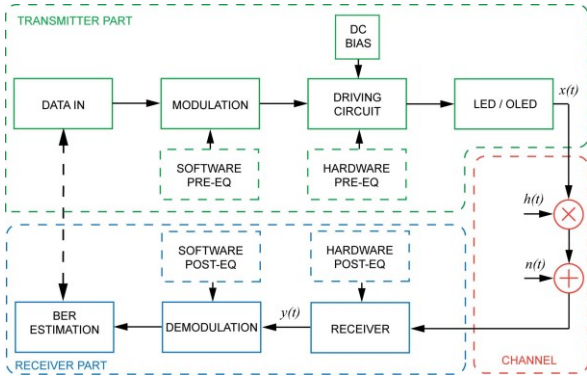 TRANSMITTER PART
DC
BIAS
DATA IN
MODULATION
DRIVING
CIRCUIT
LED / OLED
x(t)
SOFTWARE
PRE-EQ
HARDWARE
PRE-EQ
h(t)
n(t)
SOFTWARE
POST-EQ
HARDWARE
POST-EQ
BER
ESTIMATION
DEMODULATION
y(t)
RECEIVER
RECEIVER PART
CHANNEL